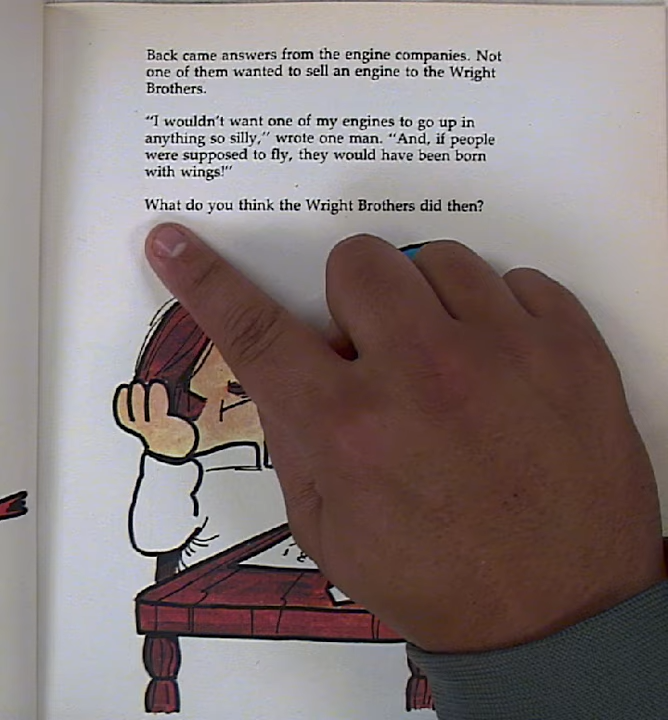 Back came answers from the engine companies. Not
one of them wanted to sell an engine to the Wright
Brothers.
"I wouldn't want one of my engines to go up in
anything so silly," wrote one man. "And, if people
were supposed to fly, they would have been born
with wings!"
What do you think the Wright Brothers did then?